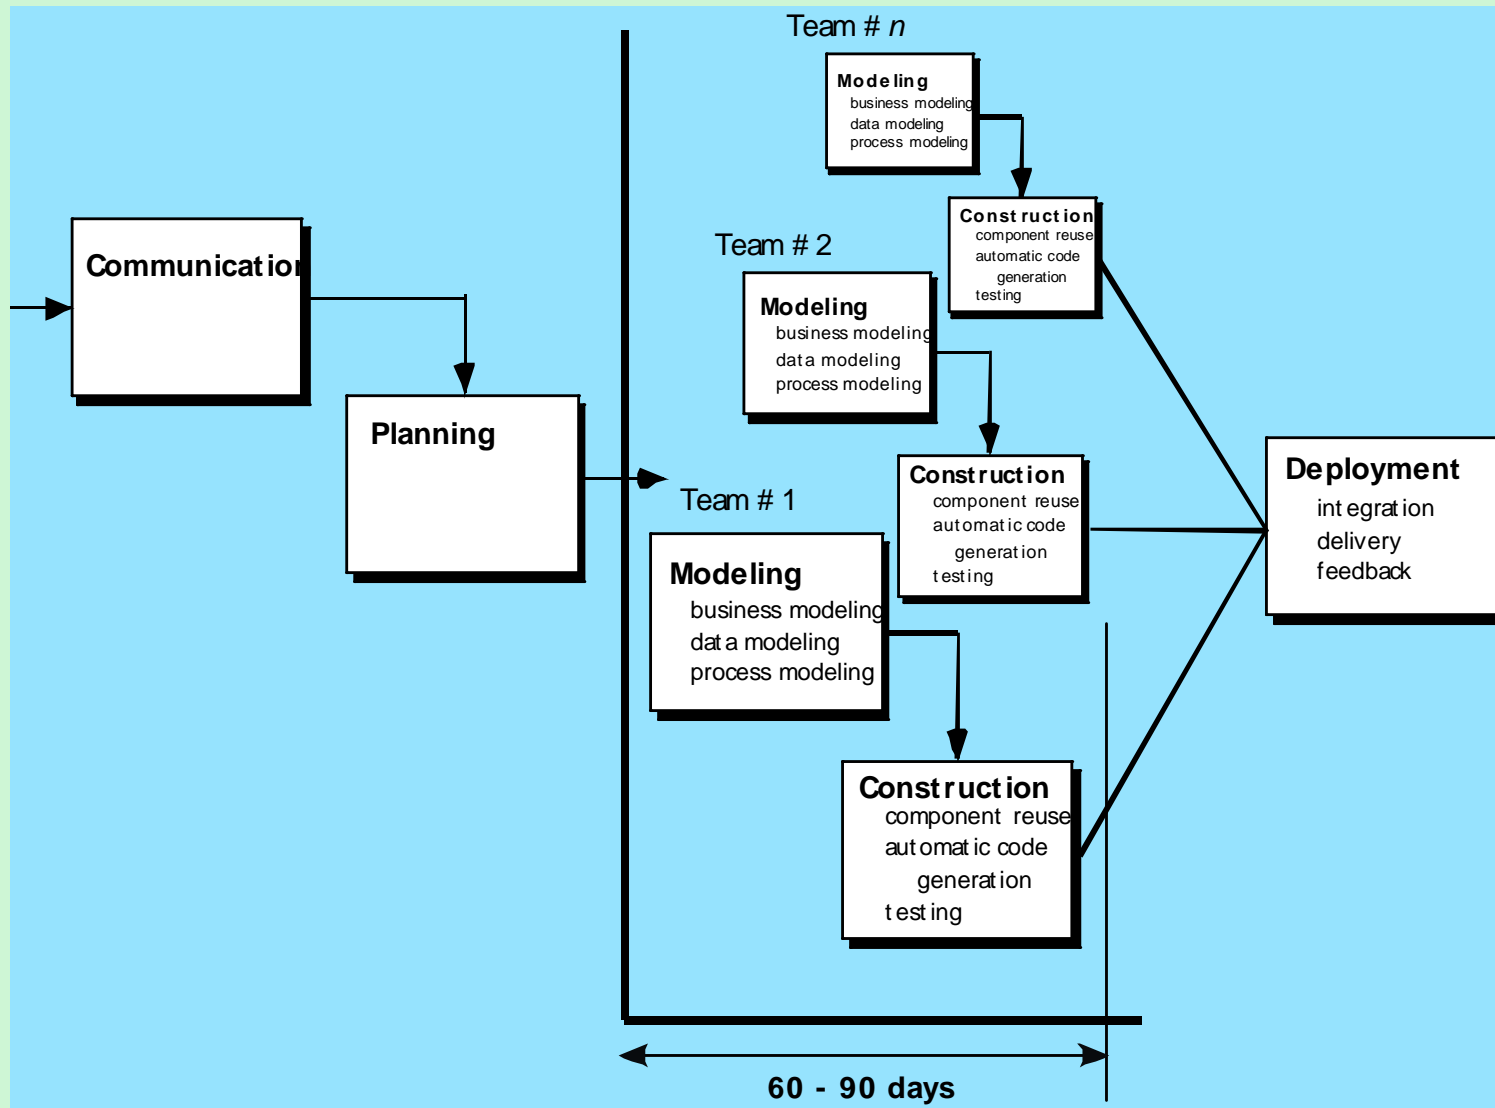 Team # n
Modeling
business modeling
data modeling
process modeling
Construction
component reuse
automatic code
generation
testing
Communication
Team # 2
Modeling
business modeling
data modeling
process modeling
Construction
component reuse
automatic code
generation
testing
Planning
Team # 1
Modeling
business modeling
data modeling
process modeling
Construction
component reuse
automatic code
generation
testing
Deployment
integration
delivery
feedback
60 - 90 days